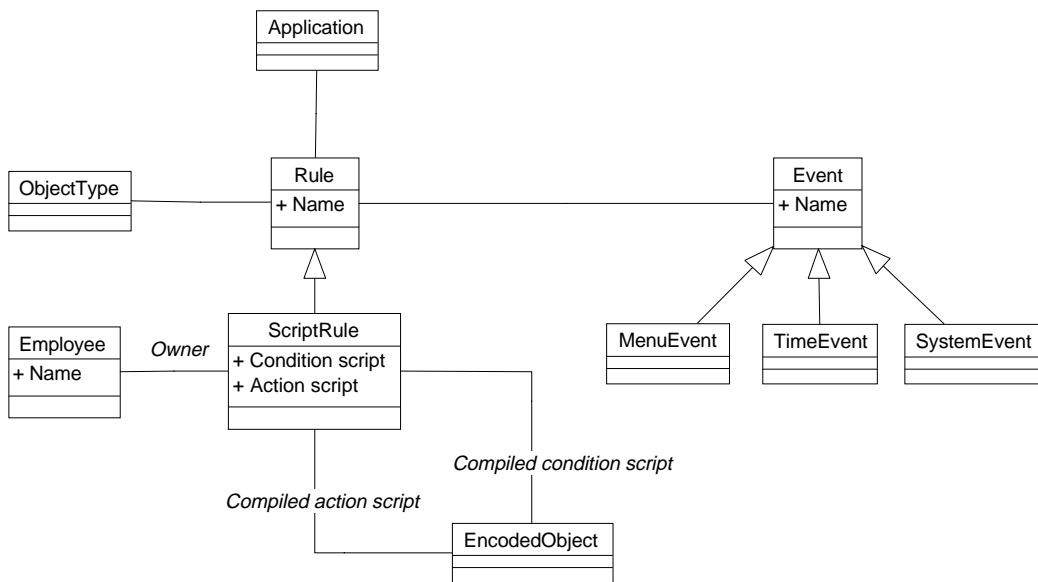 Application
Rule
+ Name
Event
+ Name
ObjectType
ScriptRule
+ Condition script
+ Action script
Employee
+ Name
Owner
MenuEvent
TimeEvent
SystemEvent
Compiled condition script
Compiled action script
EncodedObject